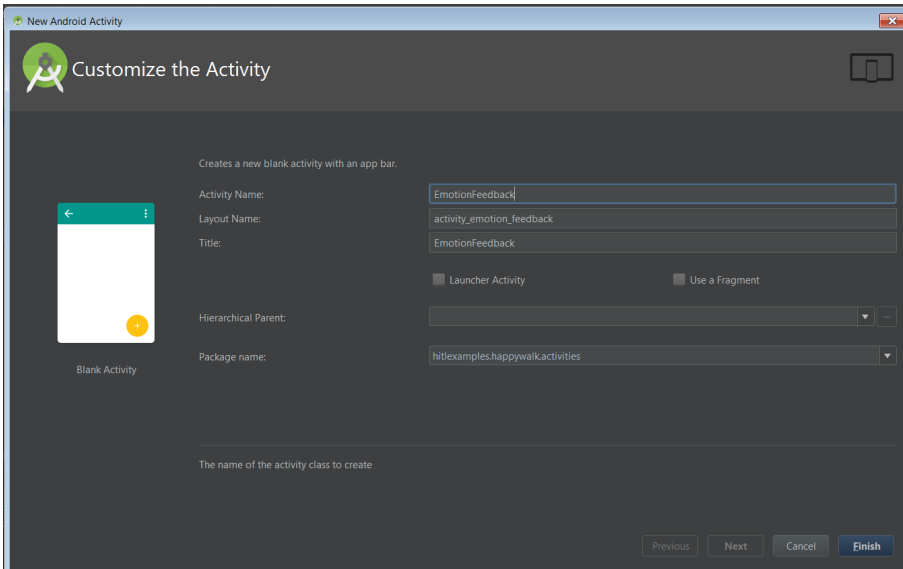 New Android Activity
Customize the Activity
Creates a new blank activity with an app bar.
Activity Name: EmotionFeedback
Layout Name: activity_emotion_feedback
Title: EmotionFeedback
Launcher Activity Use a Fragment
Hierarchical Parent: ...
Package name: hitlexamples.happywalk.activities
Blank Activity
The name of the activity class to create
Previous Next Cancel Finish